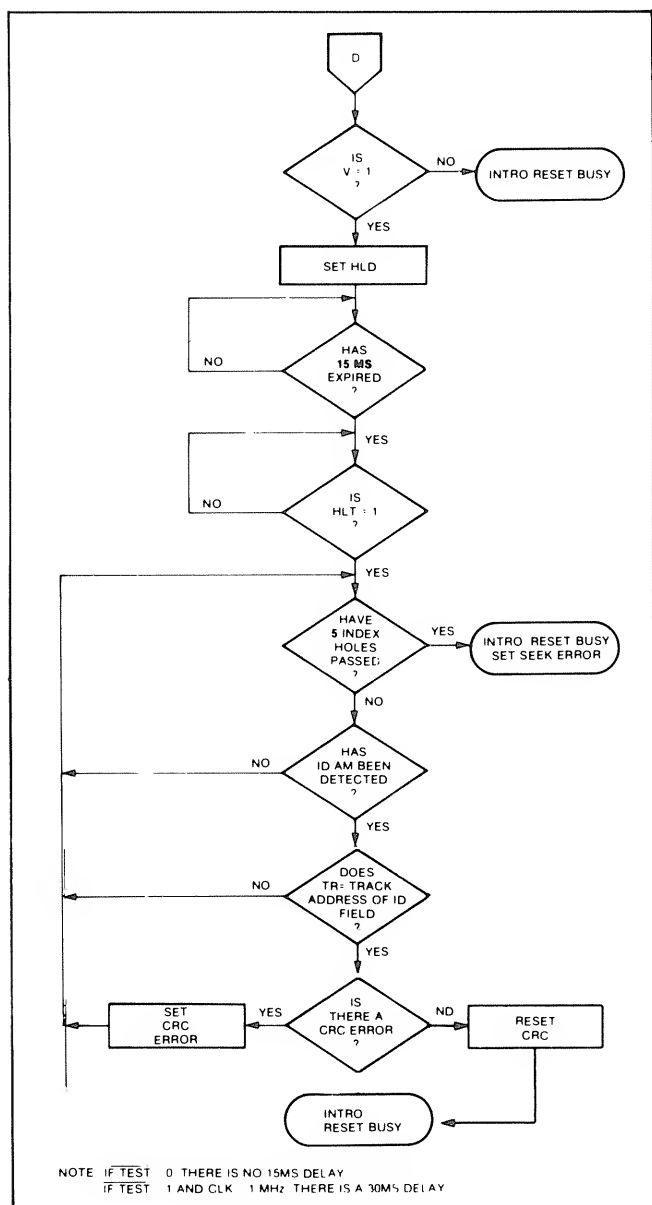 D
IS
V = 1
?
NO
INTRO RESET BUSY
YES
SET HLD
HAS
15 MS
EXPIRED
?
NO
YES
IS
HLT = 1
?
NO
YES
HAVE
5 INDEX
HOLES
PASSED
?
YES
INTRO RESET BUSY
SET SEEK ERROR
NO
HAS
ID AM BEEN
DETECTED
?
NO
YES
DOES
TR= TRACK
ADDRESS OF ID
FIELD
?
NO
YES
IS
THERE A
CRC ERROR
?
YES
SET
CRC
ERROR
NO
RESET
CRC
INTRO
RESET BUSY
NOTE IF TEST 0 THERE IS NO 15MS DELAY
IF TEST 1 AND CLK 1 MHz THERE IS A 30MS DELAY